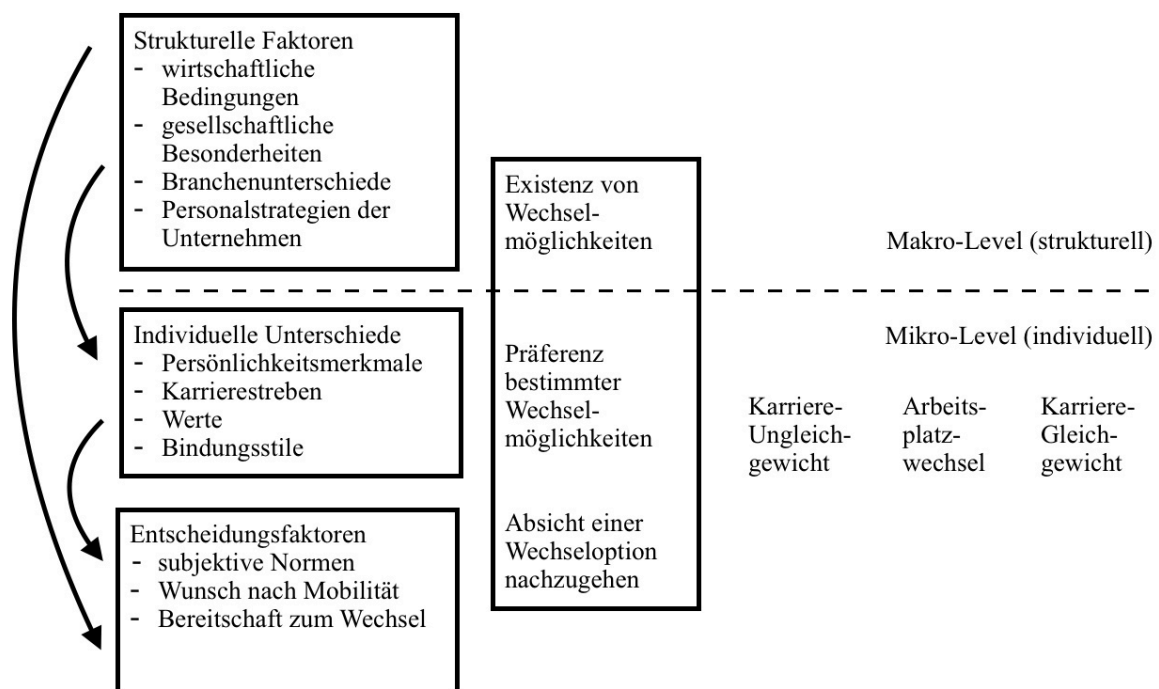 Strukturelle Faktoren
- wirtschaftliche
Bedingungen
- gesellschaftliche
Besonderheiten
- Branchenunterschiede
- Personalstrategien der
Unternehmen
Existenz von
Wechsel-
möglichkeiten
Makro-Level (strukturell)
Individuelle Unterschiede
- Persönlichkeitsmerkmale
- Karrierestreben
- Werte
- Bindungsstile
Präferenz
bestimmter
Wechsel-
möglichkeiten
Mikro-Level (individuell)
Karriere-
Ungleich-
gewicht
Arbeits-
platz-
wechsel
Karriere-
Gleich-
gewicht
Entscheidungsfaktoren
- subjektive Normen
- Wunsch nach Mobilität
- Bereitschaft zum Wechsel
Absicht einer
Wechseloption
nachzugehen